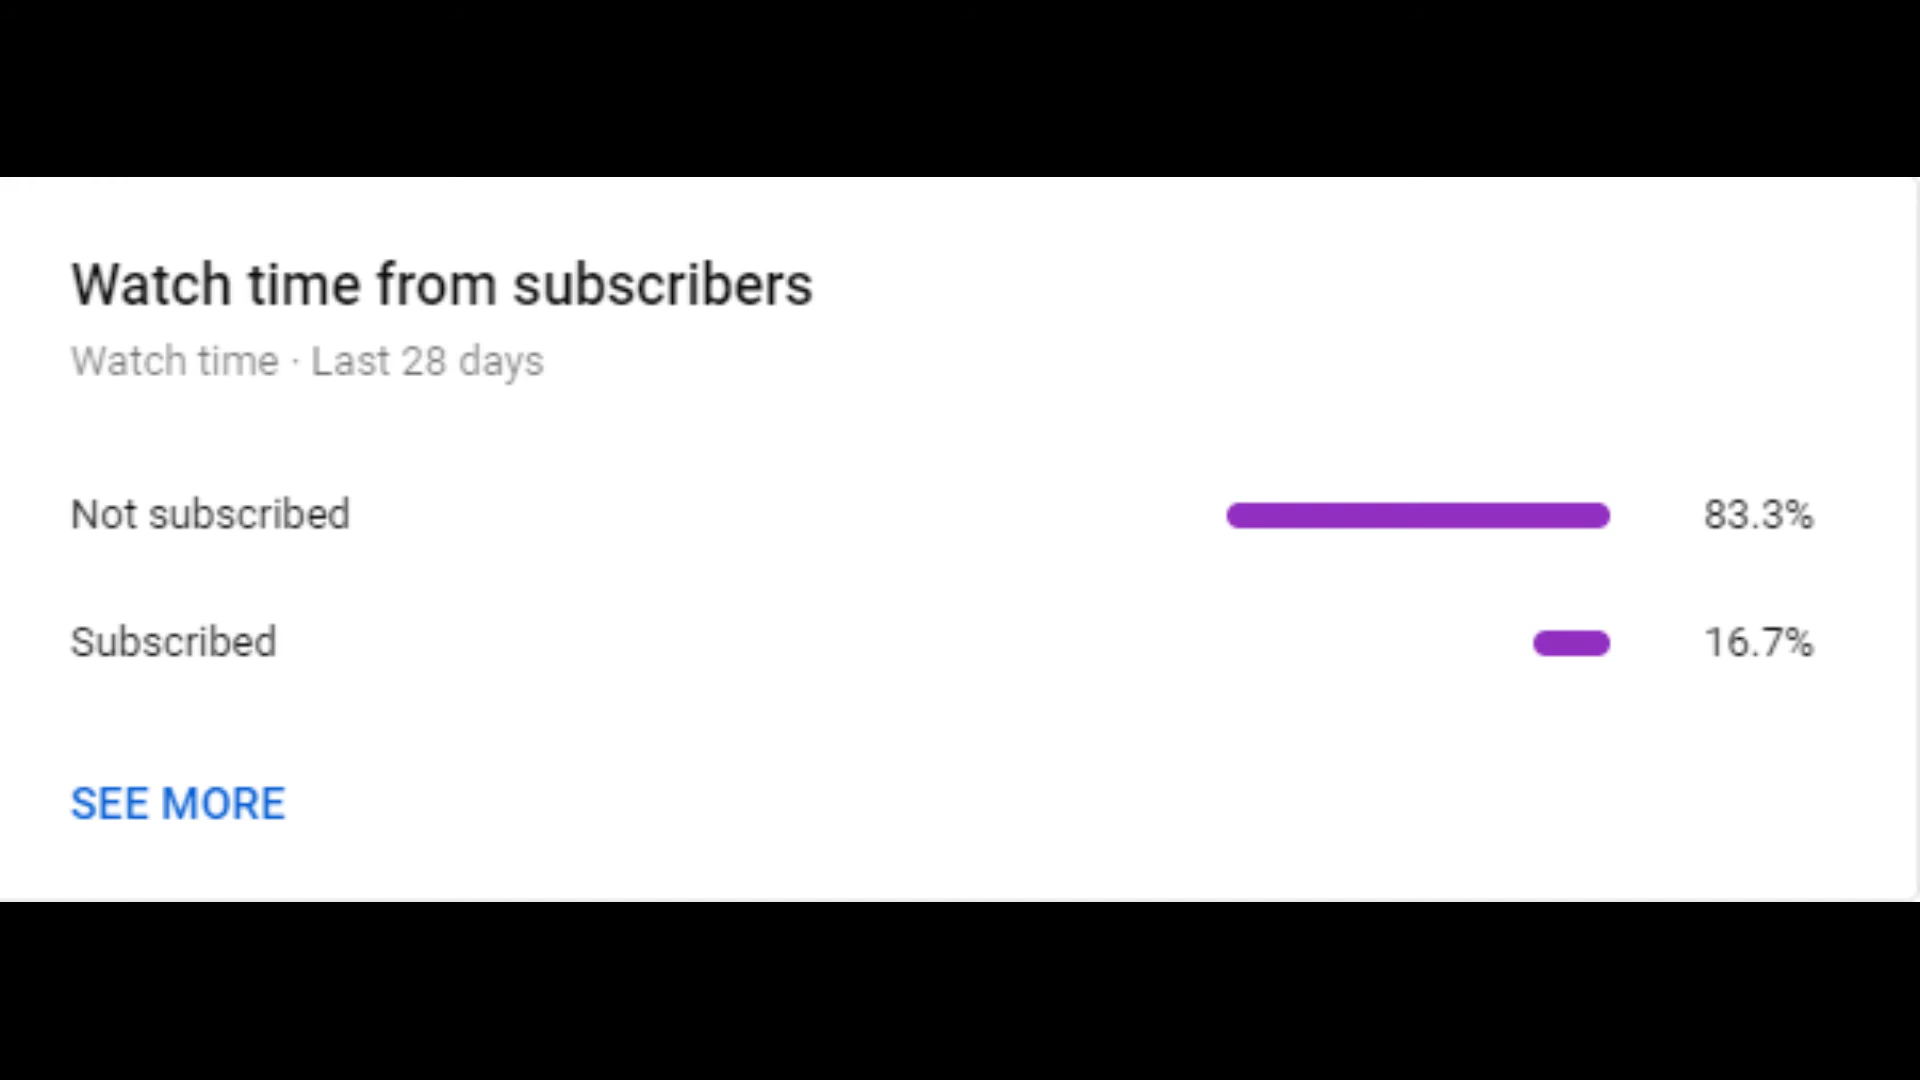 Watch time from subscribers
Watch time · Last 28 days
Not subscribed 83.3%
Subscribed 16.7%
SEE MORE